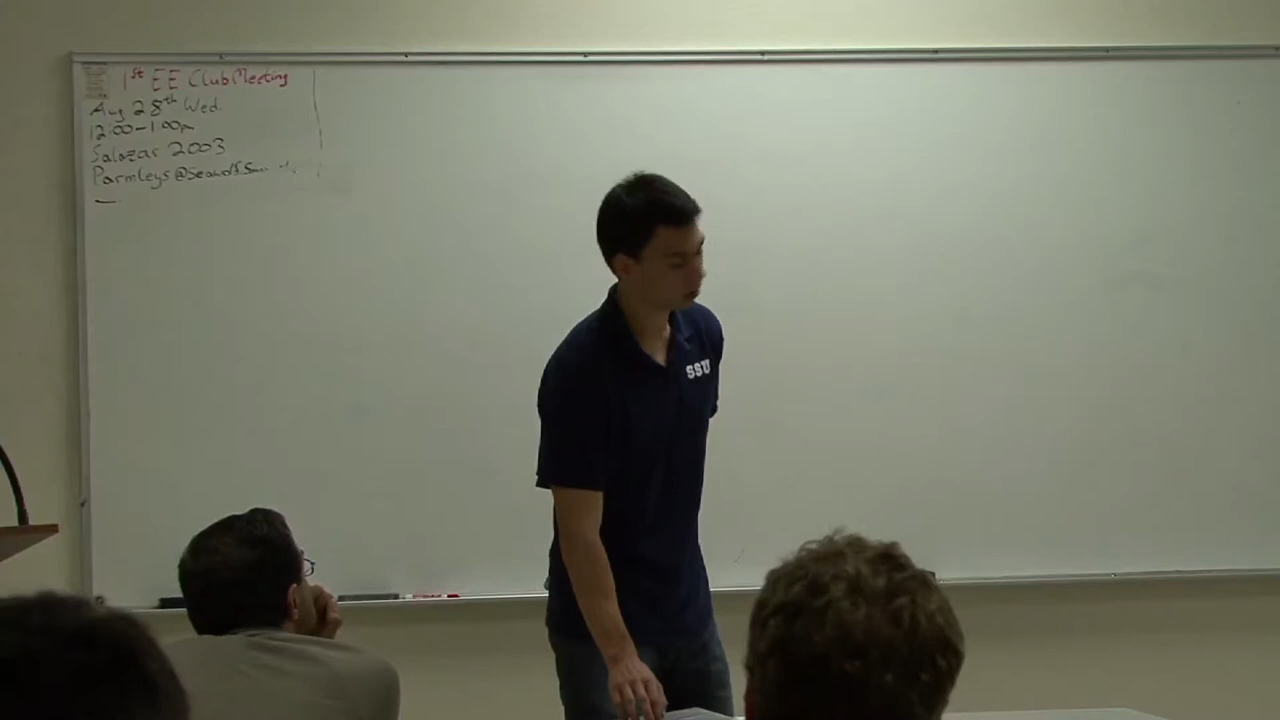 1st EE Club Meeting
Aug 28th Wed.
12:00-1:00pm
Salazar 2003
SSU